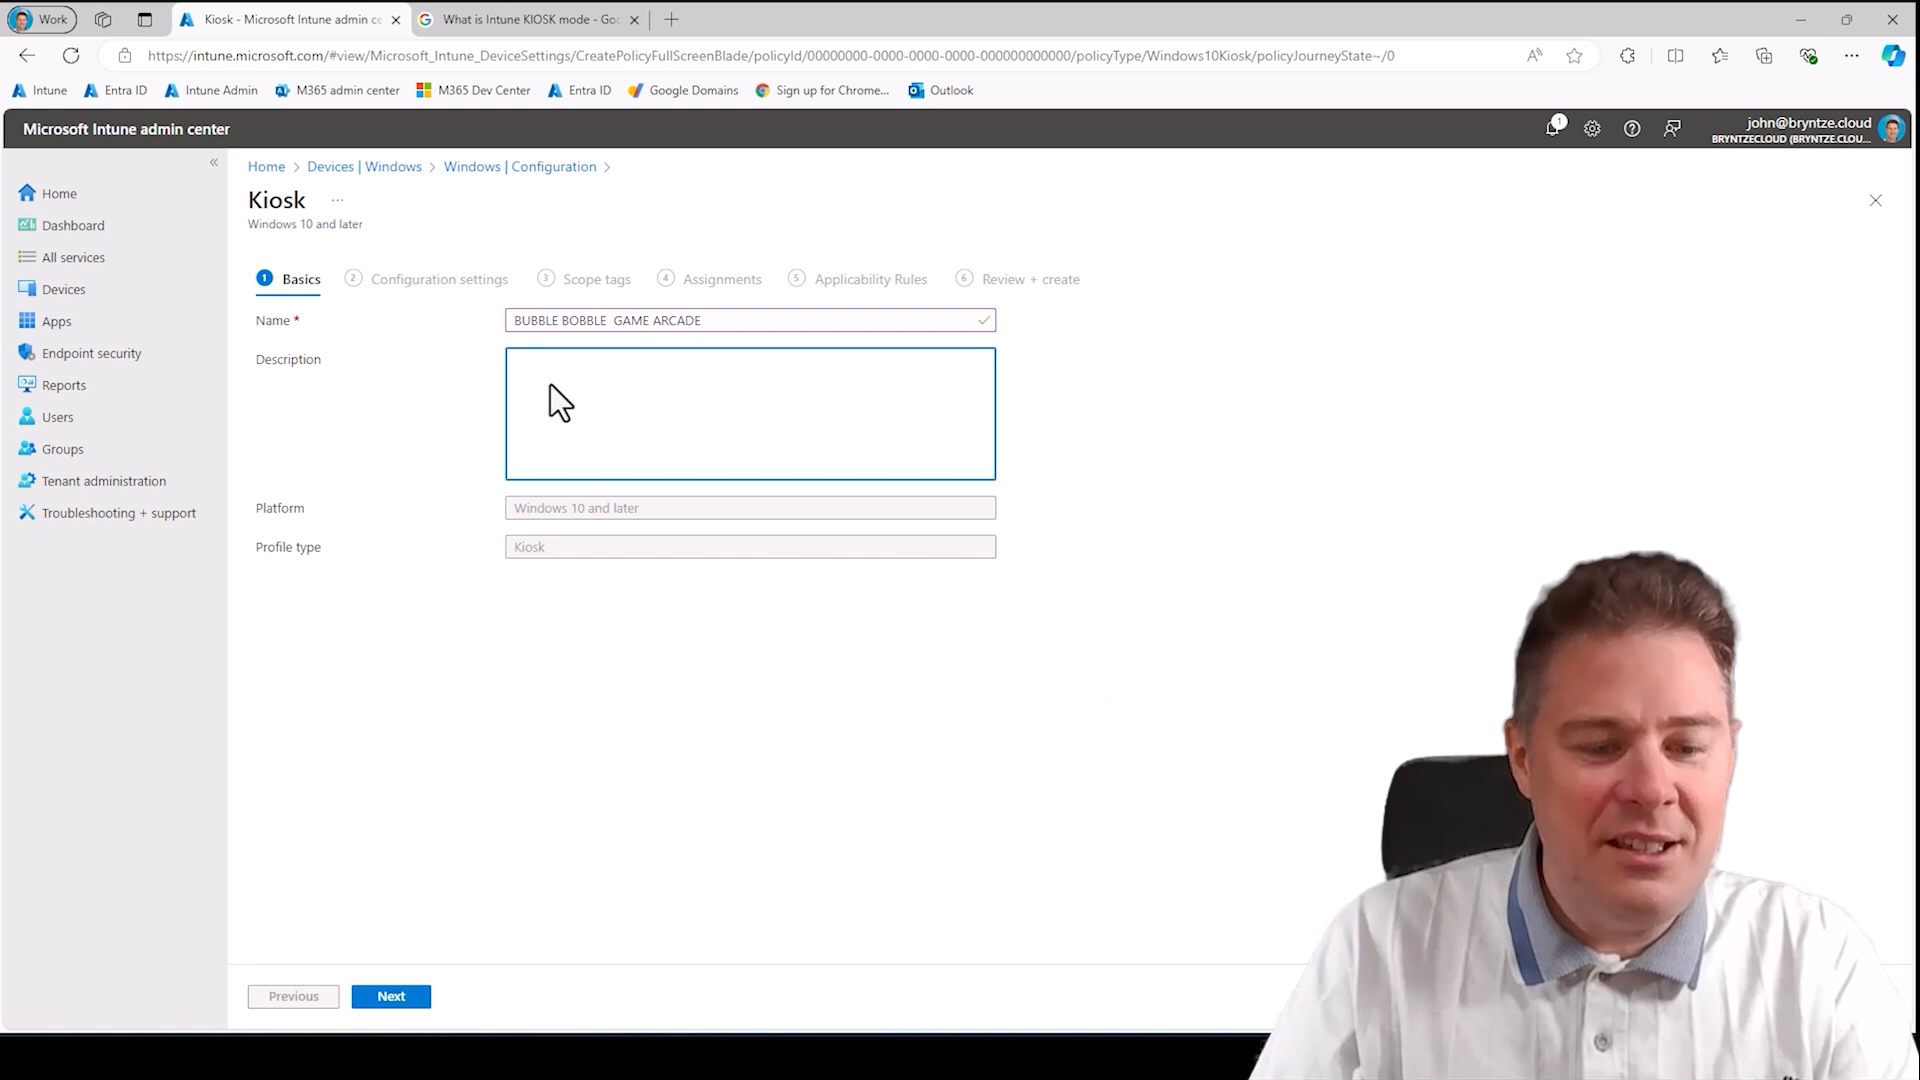 Work
Kiosk - Microsoft Intune admin ce
What is Intune KIOSK mode - Goo
https://intune.microsoft.com/#view/Microsoft_Intune_DeviceSettings/CreatePolicyFullScreenBlade/policyId/00000000-0000-0000-0000-000000000000/policyType/Windows10Kiosk/policyJourneyState~/0
Intune
Entra ID
Intune Admin
M365 admin center
M365 Dev Center
Entra ID
Google Domains
Sign up for Chrome...
Outlook
Microsoft Intune admin center
1
john@bryntze.cloud
BRYNTZECLOUD (BRYNTZE.CLOU...
Home
Dashboard
All services
Devices
Apps
Endpoint security
Reports
Users
Groups
Tenant administration
Troubleshooting + support
Home > Devices | Windows > Windows | Configuration >
Kiosk ...
Windows 10 and later
1 Basics
2 Configuration settings
3 Scope tags
4 Assignments
5 Applicability Rules
6 Review + create
Name *
BUBBLE BOBBLE  GAME ARCADE
Description
Platform
Windows 10 and later
Profile type
Kiosk
Previous
Next